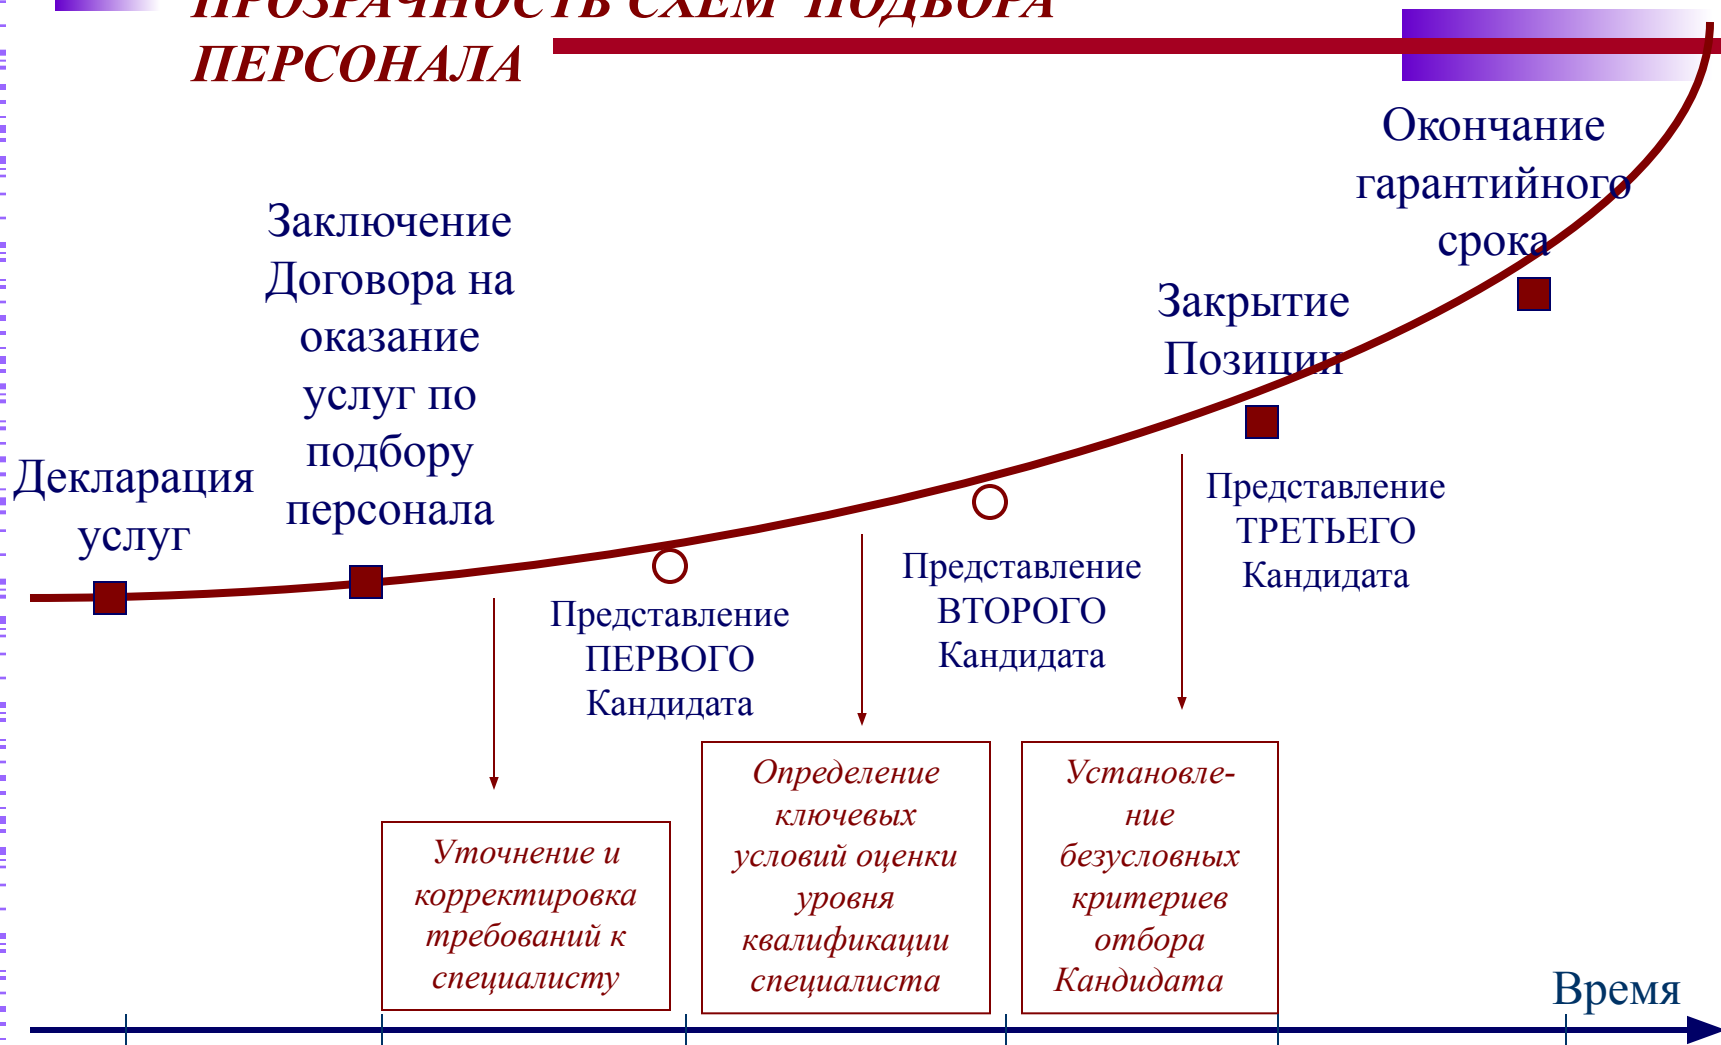 ПРОЗРАЧНОСТЬ СХЕМ ПОДБОРА
ПЕРСОНАЛА
Окончание
гарантийного
срока
Заключение
Договора на
оказание
услуг по
подбору
персонала
Закрытие
Позиции
Декларация
услуг
Представление
ТРЕТЬЕГО
Кандидата
Представление
ВТОРОГО
Кандидата
Представление
ПЕРВОГО
Кандидата
Уточнение и
корректировка
требований к
специалисту
Определение
ключевых
условий оценки
уровня
квалификации
специалиста
Установле-
ние
безусловных
критериев
отбора
Кандидата
Время